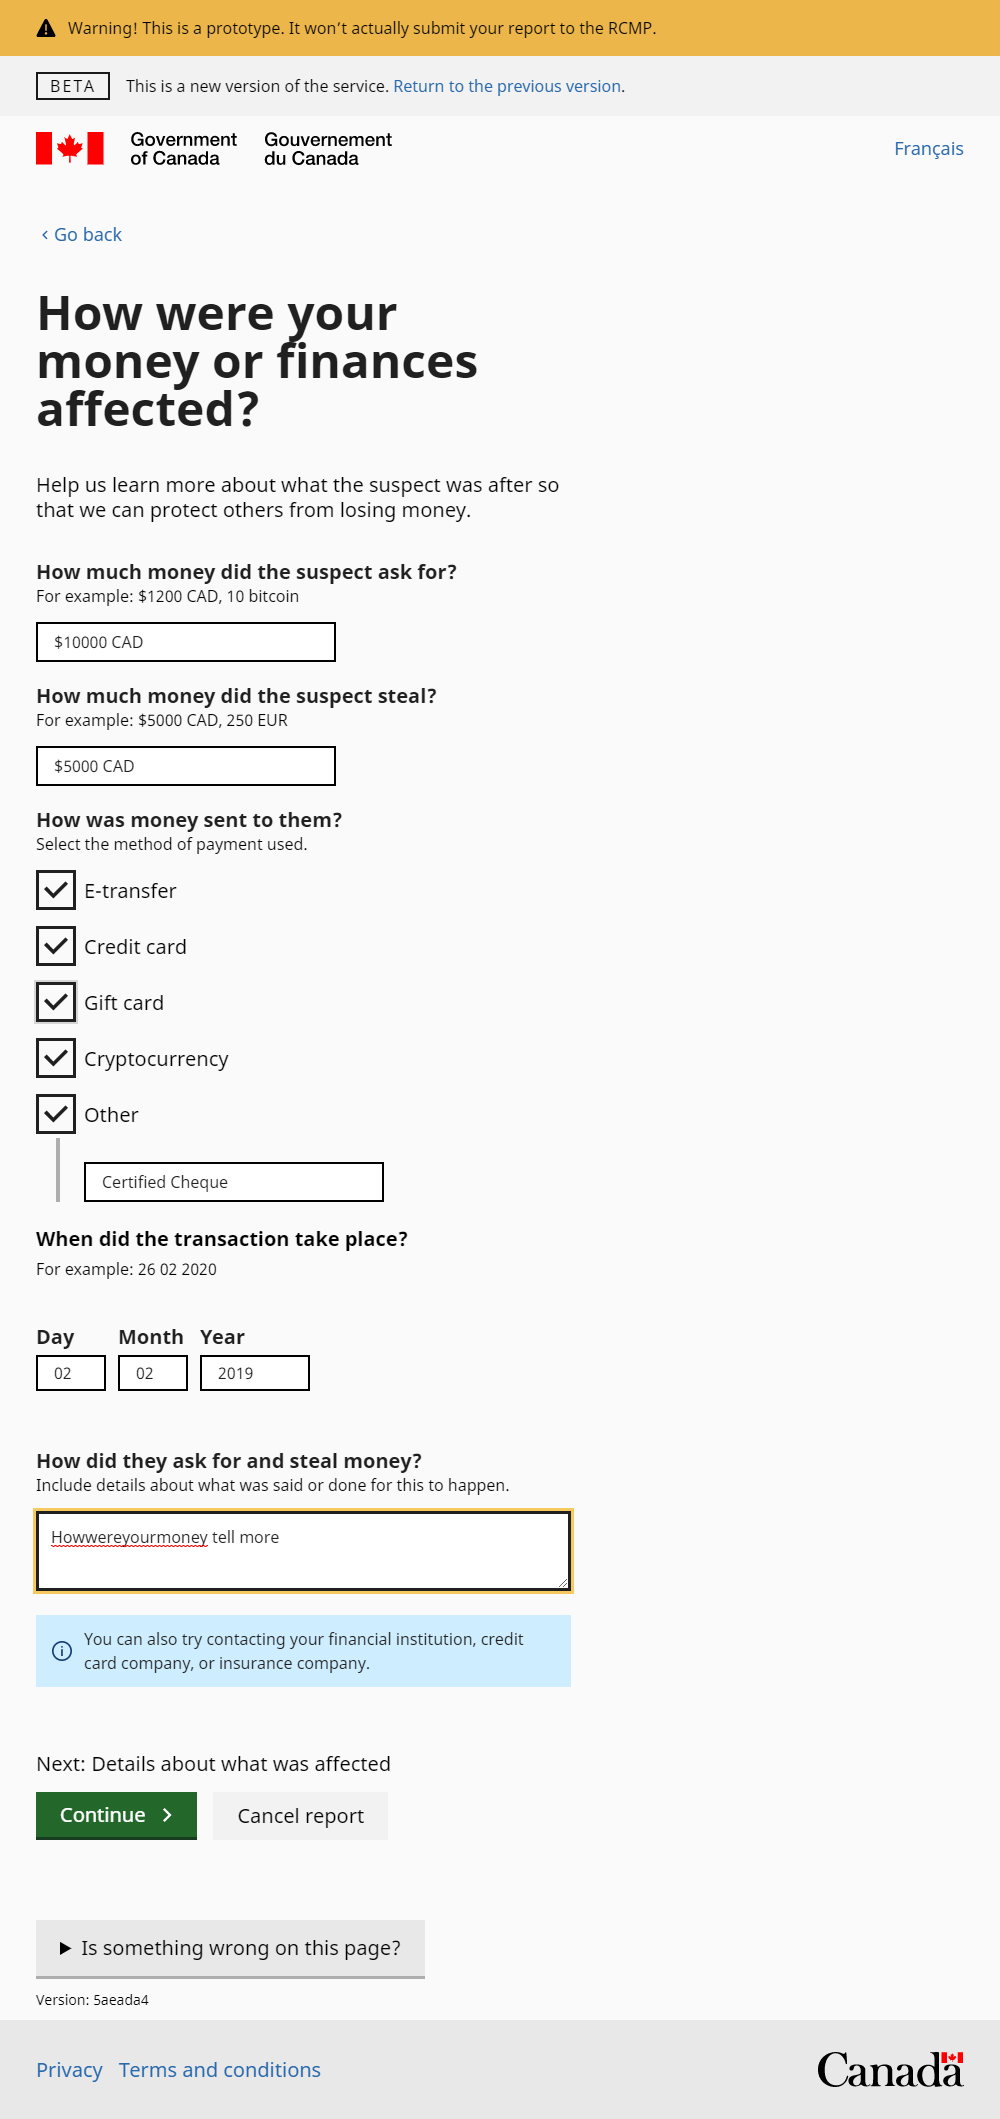 Warning! This is a prototype. It won’t actually submit your report to the RCMP.
BETA This is a new version of the service. Return to the previous version.
Government of Canada
Gouvernement du Canada
Français
Go back
How were your
money or finances
affected?
Help us learn more about what the suspect was after so
that we can protect others from losing money.
How much money did the suspect ask for?
For example: $1200 CAD, 10 bitcoin
$10000 CAD
How much money did the suspect steal?
For example: $5000 CAD, 250 EUR
$5000 CAD
How was money sent to them?
Select the method of payment used.
E-transfer
Credit card
Gift card
Cryptocurrency
Other
Certified Cheque
When did the transaction take place?
For example: 26 02 2020
Day Month Year
02 02 2019
How did they ask for and steal money?
Include details about what was said or done for this to happen.
Howwereyourmoney tell more
You can also try contacting your financial institution, credit
card company, or insurance company.
Next: Details about what was affected
Continue Cancel report
Is something wrong on this page?
Version: 5aeada4
Privacy Terms and conditions
Canada